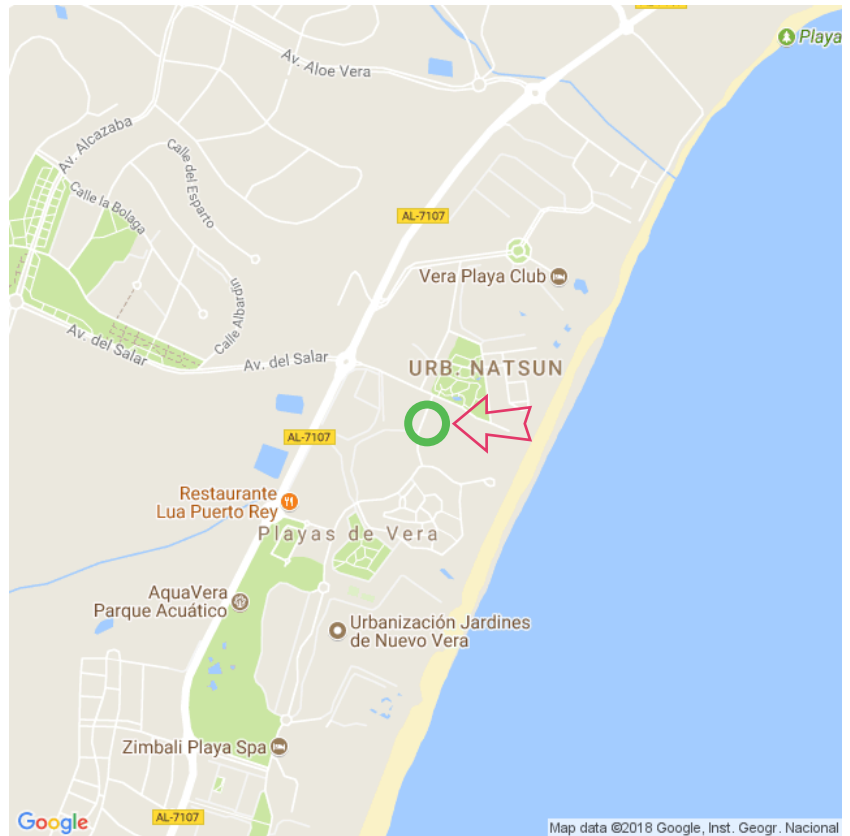 Playa
Av. Aloe Vera
Av. Alcazaba
Calle del Esparto
Calle la Bolaga
AL-7107
Vera Playa Club
Calle Albardín
Av. del Salar
Av. del Salar
URB. NATSUN
AL-7107
Restaurante
Lua Puerto Rey
Playas de Vera
AquaVera
Parque Acuático
Urbanización Jardines
de Nuevo Vera
Zimbali Playa Spa
AL-7107
Google
Map data ©2018 Google, Inst. Geogr. Nacional